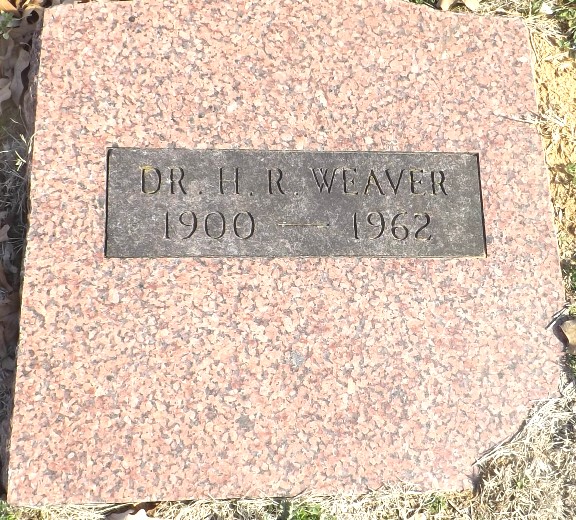 DR. H. R. WEAVER
1900 — 1962